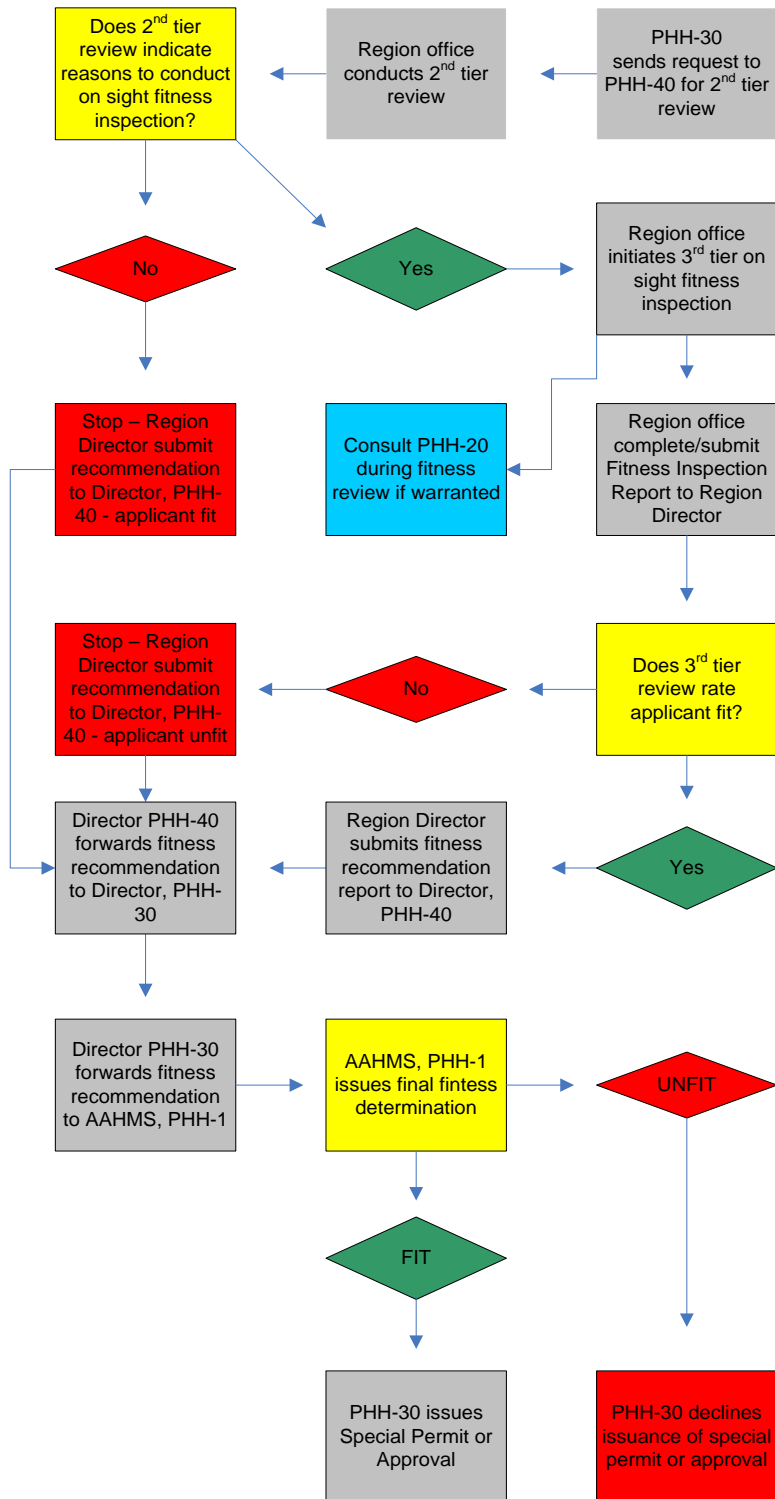 Does 2nd tier
review indicate
reasons to conduct
on sight fitness
inspection?
Region office
conducts 2nd tier
review
PHH-30
sends request to
PHH-40 for 2nd tier
review
No
Yes
Region office
initiates 3rd tier on
sight fitness
inspection
Stop – Region
Director submit
recommendation
to Director, PHH-
40 - applicant fit
Consult PHH-20
during fitness
review if warranted
Region office
complete/submit
Fitness Inspection
Report to Region
Director
Stop – Region
Director submit
recommendation
to Director, PHH-
40 - applicant unfit
No
Does 3rd tier
review rate
applicant fit?
Director PHH-40
forwards fitness
recommendation
to Director, PHH-
30
Region Director
submits fitness
recommendation
report to Director,
PHH-40
Yes
Director PHH-30
forwards fitness
recommendation
to AAHMS, PHH-1
AAHMS, PHH-1
issues final fintess
determination
UNFIT
FIT
PHH-30 issues
Special Permit or
Approval
PHH-30 declines
issuance of special
permit or approval